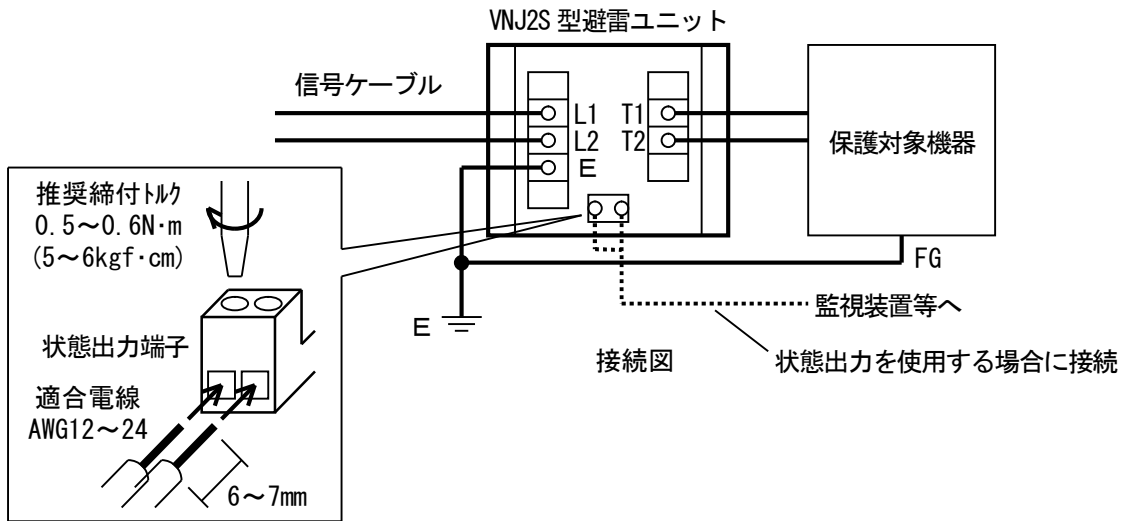 VNJ2S 型避雷ユニット
信号ケーブル
L1
T1
L2
T2
E
保護対象機器
推奨締付トルク
0.5～0.6N・m
(5～6kgf・cm)
FG
E
監視装置等へ
状態出力端子
接続図
状態出力を使用する場合に接続
適合電線
AWG12～24
6～7mm